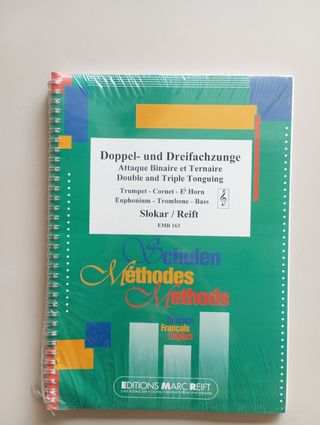 Doppel- und Dreifachzunge
Attaque Binaire et Ternaire
Double and Triple Tonguing
Trumpet - Cornet - E♭ Horn
Euphonium - Trombone - Bass
Slokar / Reift
EMR 163
Schulen
Méthodes
Methods
Deutsch
Français
English
EDITIONS MARC REIFT